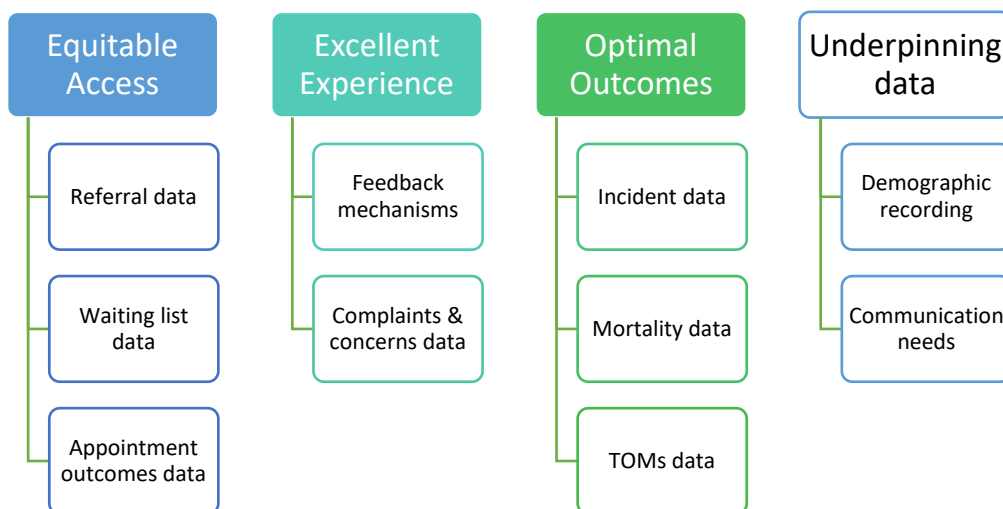 Equitable
Access
Referral data
Waiting list
data
Appointment
outcomes data
Excellent
Experience
Feedback
mechanisms
Complaints &
concerns data
Optimal
Outcomes
Incident data
Mortality data
TOMs data
Underpinning
data
Demographic
recording
Communication
needs